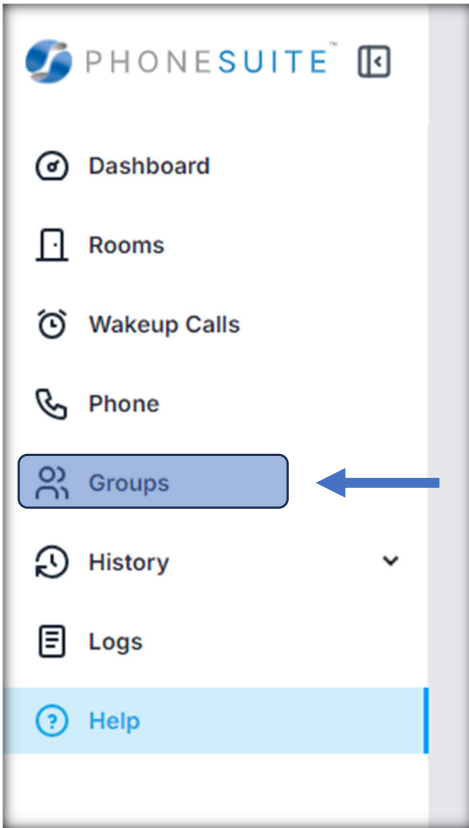 PHONESUITE™
Dashboard
Rooms
Wakeup Calls
Phone
Groups
History
Logs
Help